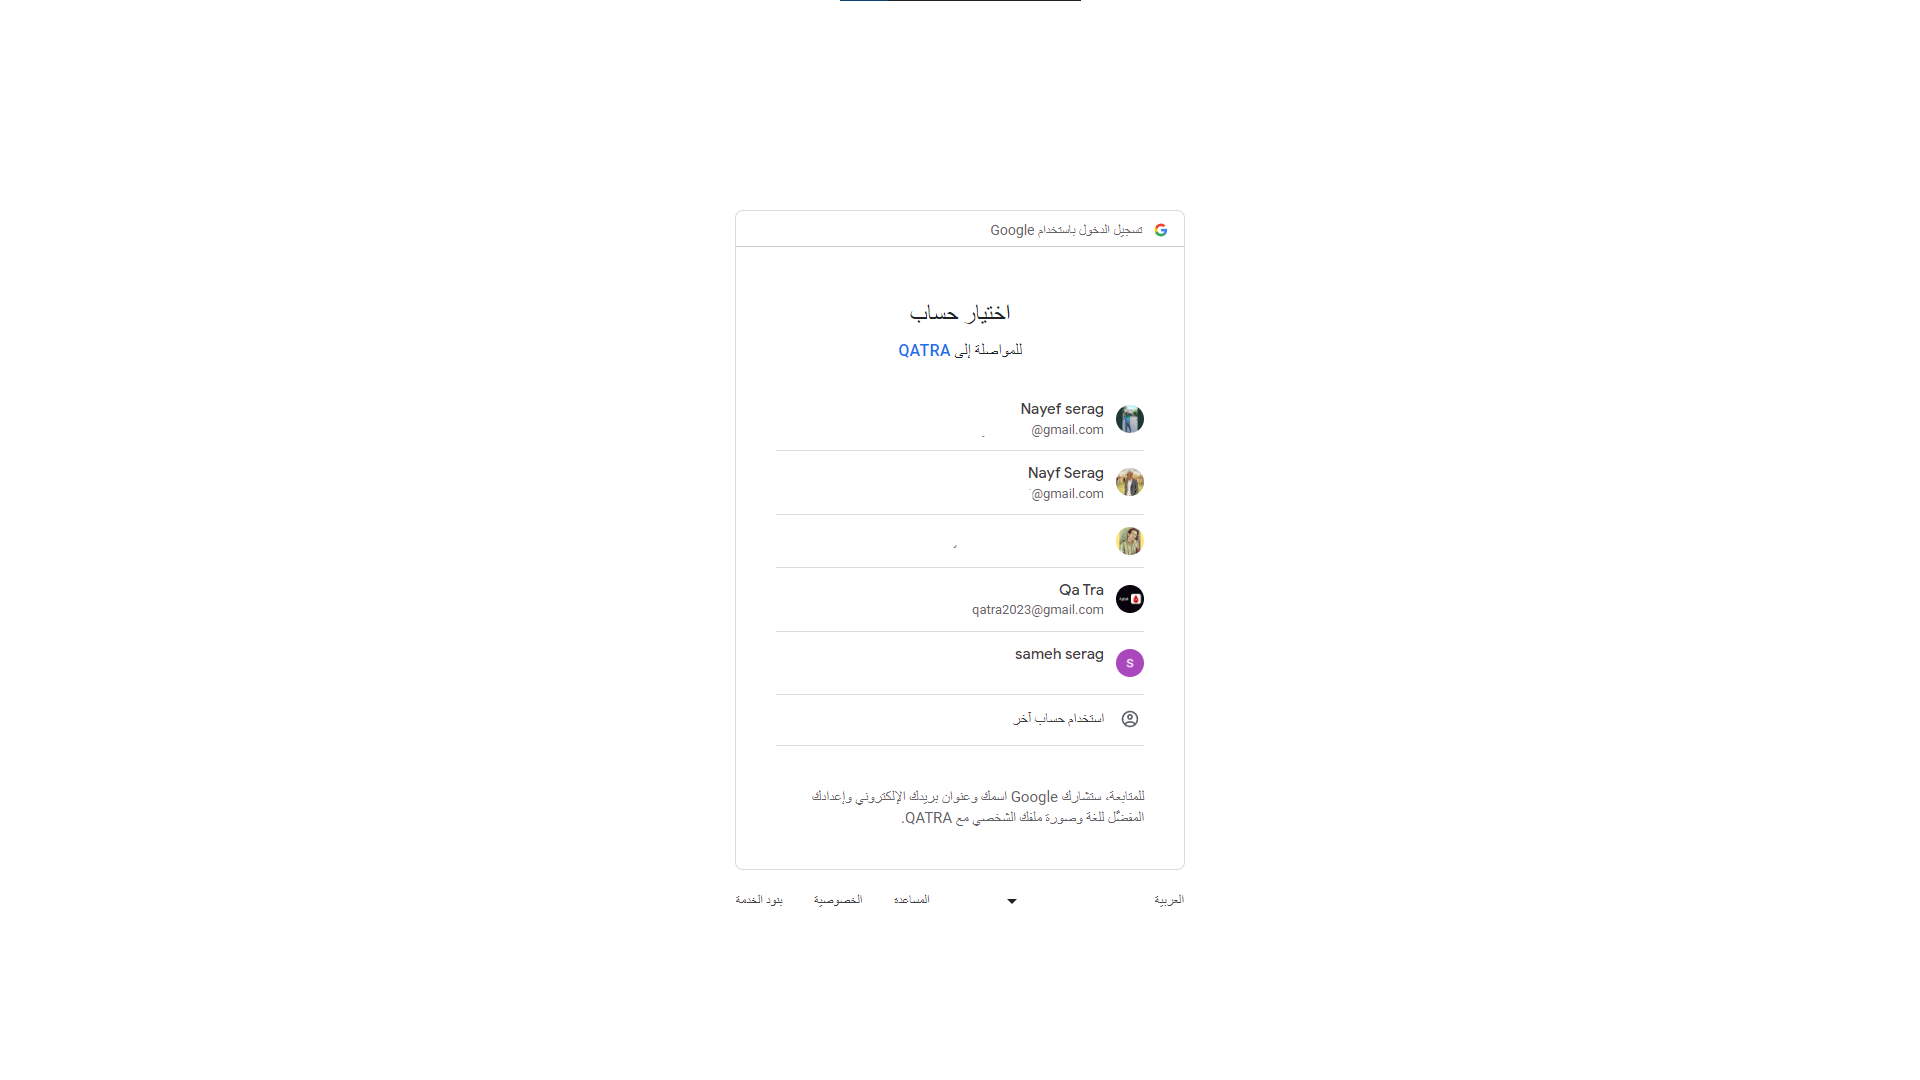 تسجيل الدخول باستخدام Google
اختيار حساب
للمواصلة إلى QATRA
Nayef serag
@gmail.com
Nayf Serag
@gmail.com
Qa Tra
qatra2023@gmail.com
S
sameh serag
استخدام حساب آخر
للمتابعة، ستشارك Google اسمك وعنوان بريدك الإلكتروني وإعدادك
المفضّل للغة وصورة ملفك الشخصي مع QATRA.
العربية
المساعدة
الخصوصية
بنود الخدمة